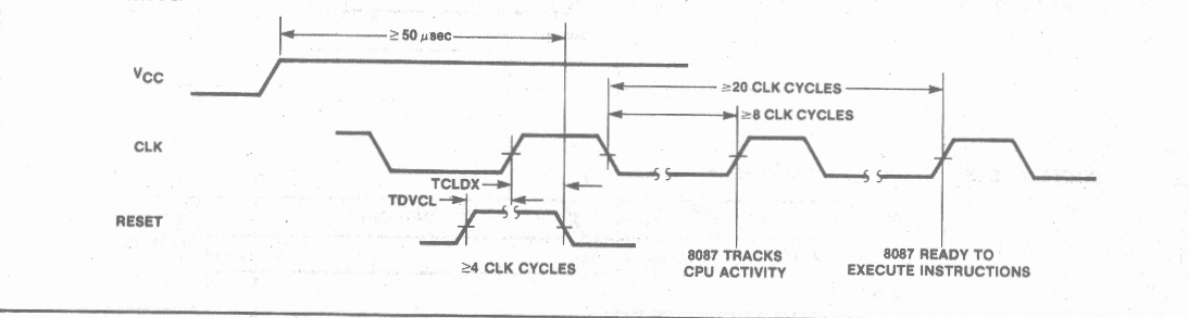 ≥ 50 μsec
VCC
≥20 CLK CYCLES
≥8 CLK CYCLES
CLK
TCLDX
TDVCL
RESET
≥4 CLK CYCLES
8087 TRACKS
CPU ACTIVITY
8087 READY TO
EXECUTE INSTRUCTIONS